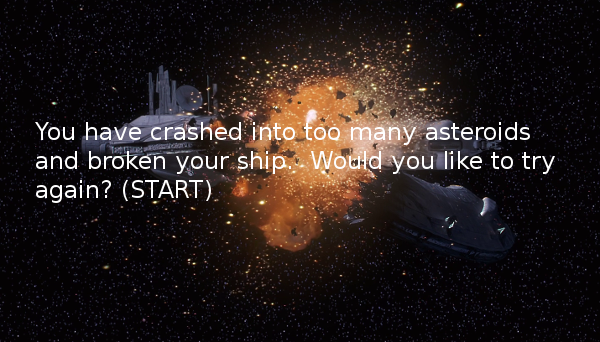 You have crashed into too many asteroids
and broken your ship.  Would you like to try
again? (START)